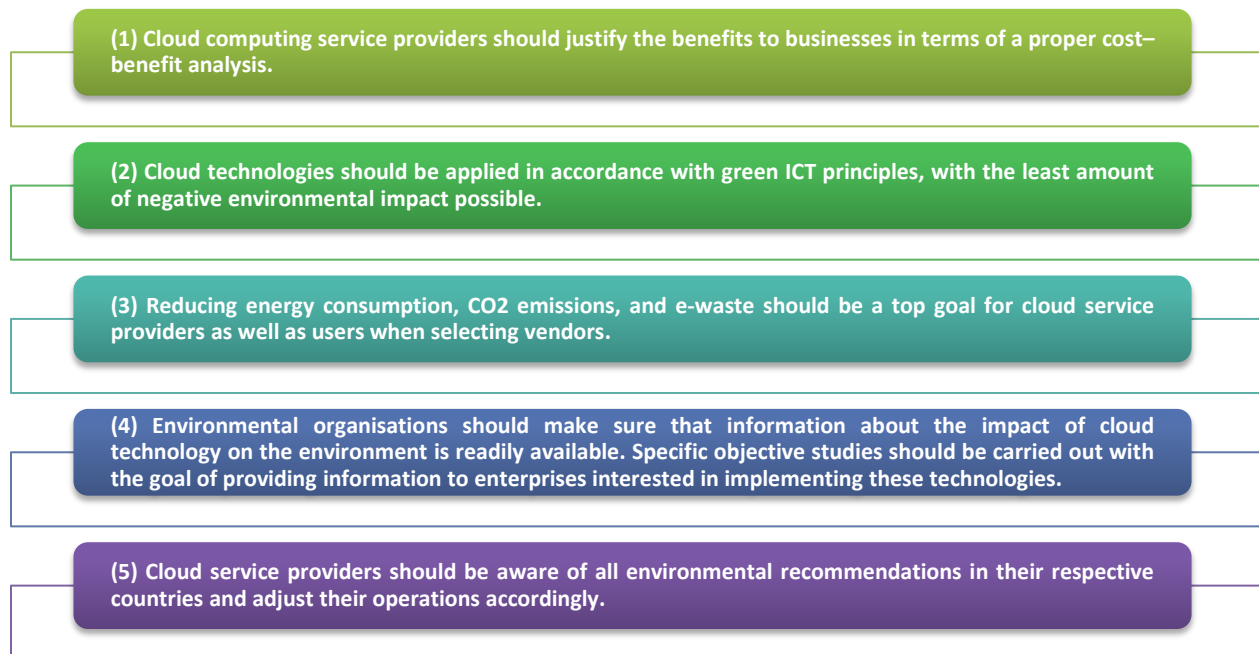 (1) Cloud computing service providers should justify the benefits to businesses in terms of a proper cost–
benefit analysis.
(2) Cloud technologies should be applied in accordance with green ICT principles, with the least amount
of negative environmental impact possible.
(3) Reducing energy consumption, CO2 emissions, and e-waste should be a top goal for cloud service
providers as well as users when selecting vendors.
(4) Environmental organisations should make sure that information about the impact of cloud
technology on the environment is readily available. Specific objective studies should be carried out with
the goal of providing information to enterprises interested in implementing these technologies.
(5) Cloud service providers should be aware of all environmental recommendations in their respective
countries and adjust their operations accordingly.